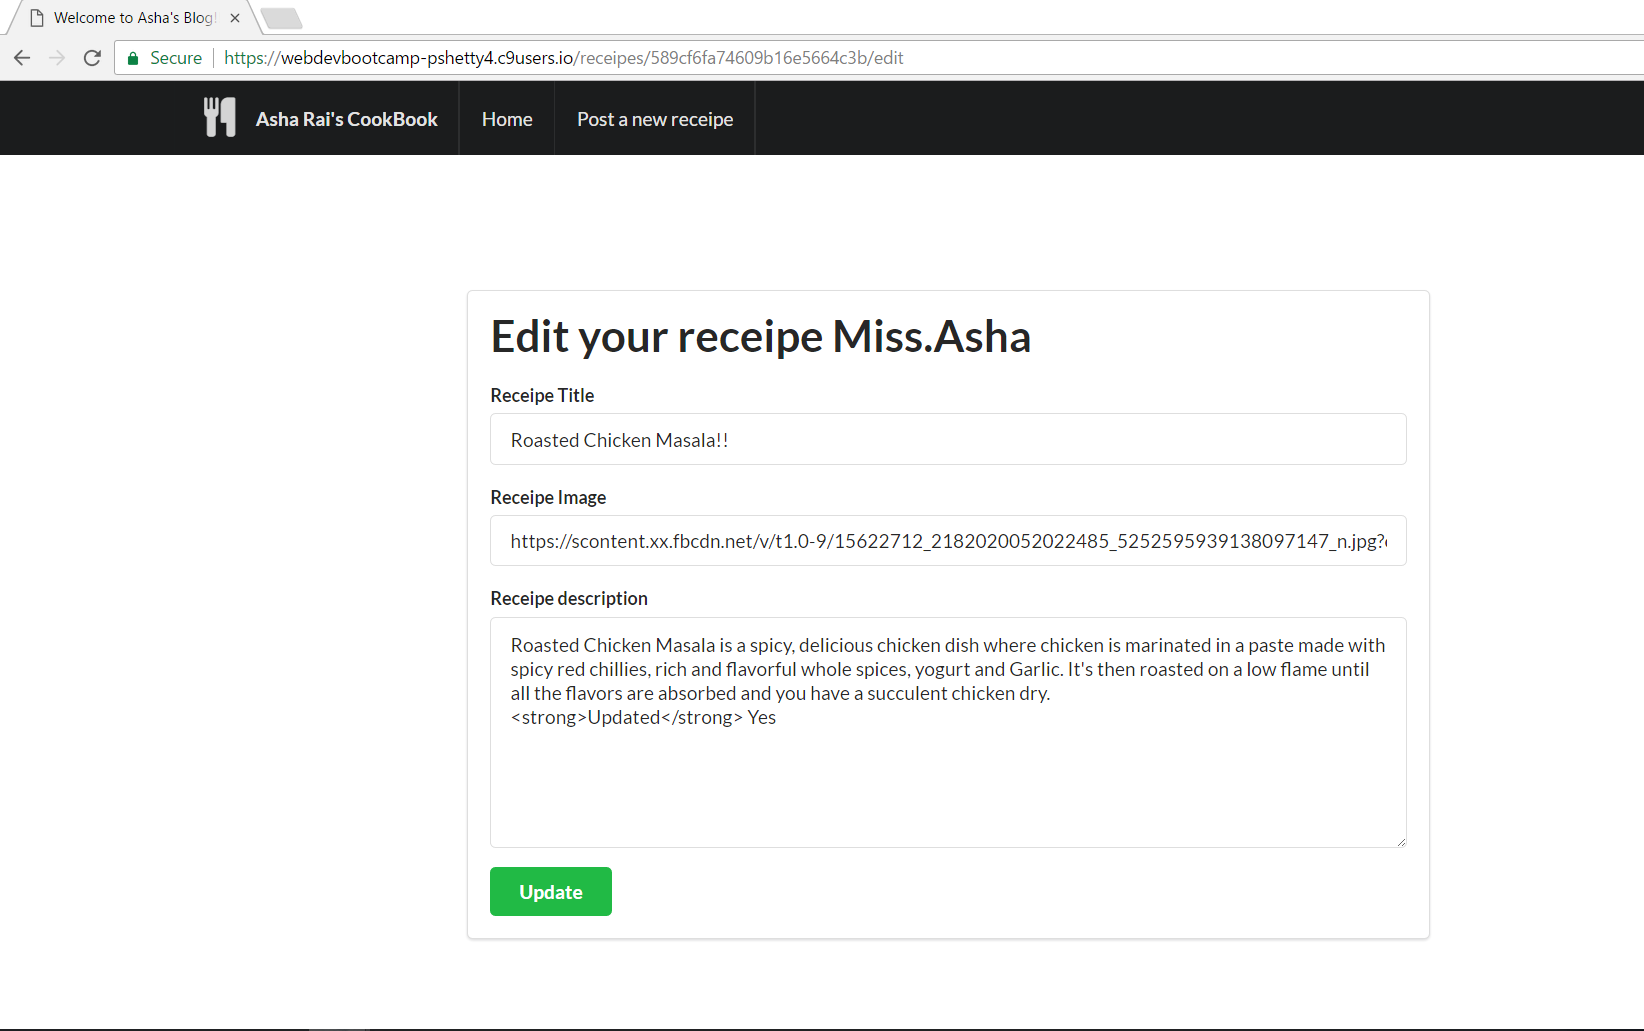 Welcome to Asha's Blog!
Secure https://webdevbootcamp-pshetty4.c9users.io/receipes/589cf6fa74609b16e5664c3b/edit
Asha Rai's CookBook Home Post a new receipe
Edit your receipe Miss.Asha
Receipe Title
Roasted Chicken Masala!!
Receipe Image
https://scontent.xx.fbcdn.net/v/t1.0-9/15622712_2182020052022485_5252595939138097147_n.jpg?
Receipe description
Roasted Chicken Masala is a spicy, delicious chicken dish where chicken is marinated in a paste made with
spicy red chillies, rich and flavorful whole spices, yogurt and Garlic. It's then roasted on a low flame until
all the flavors are absorbed and you have a succulent chicken dry.
<strong>Updated</strong> Yes
Update